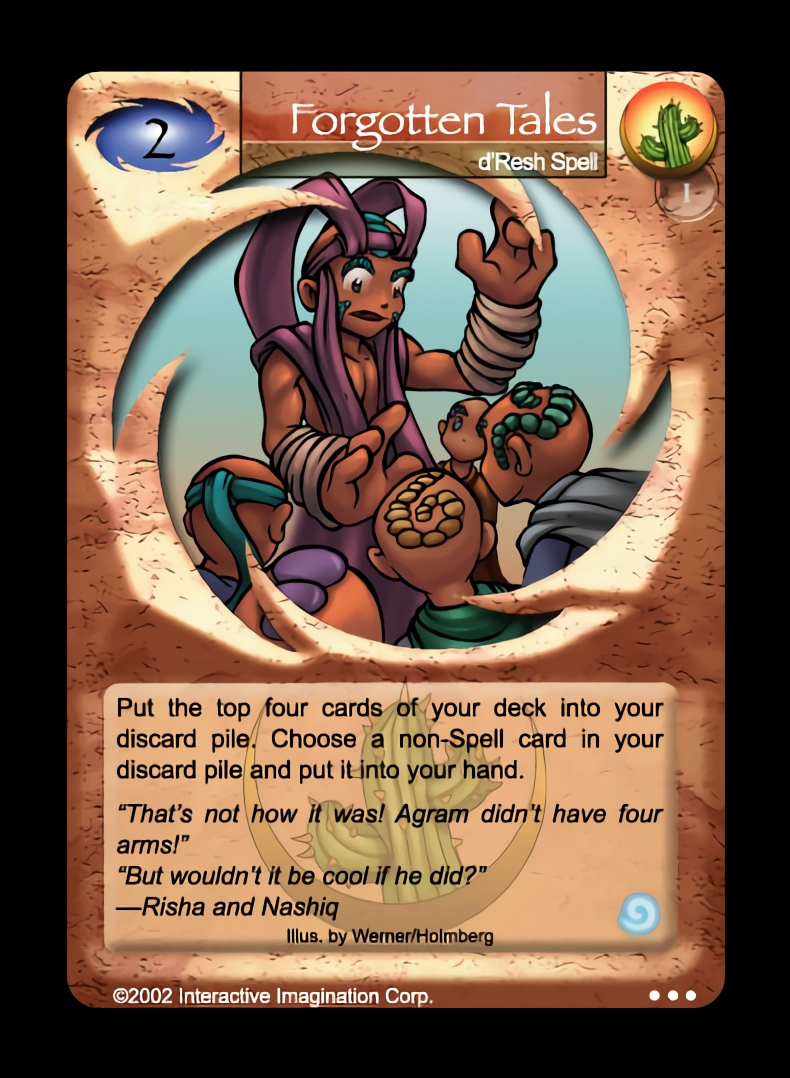 2
Forgotten Tales
d'Resh Spell
1
Put the top four cards of your deck into your
discard pile. Choose a non-Spell card in your
discard pile and put it into your hand.
“That's not how it was! Agram didn't have four
arms!”
“But wouldn't it be cool if he did?”
—Risha and Nashiq
Illus. by Werner/Holmberg
©2002 Interactive Imagination Corp.